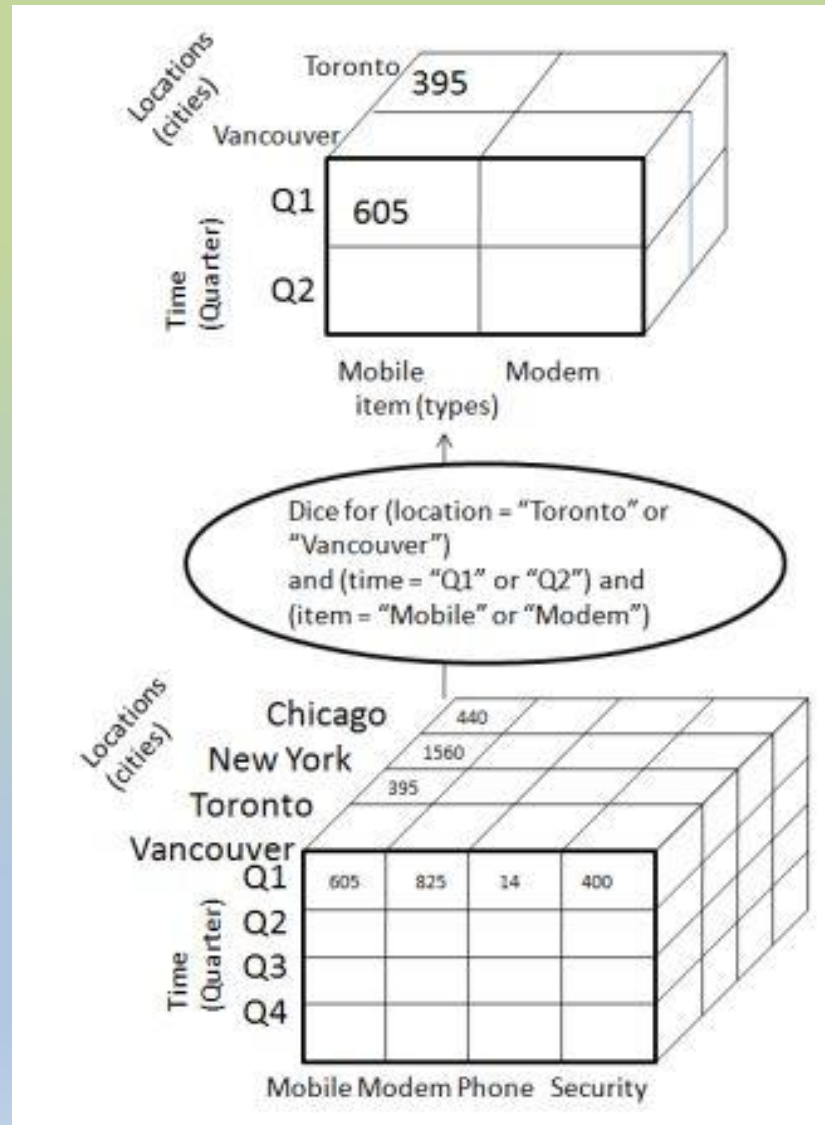 Locations
(cities)
Toronto
395
Vancouver
Q1
605
Time
(Quarter)
Q2
Mobile Modem
item (types)
Dice for (location = “Toronto” or
“Vancouver”)
and (time = “Q1” or “Q2”) and
(item = “Mobile” or “Modem”)
Locations
(cities)
Chicago 440
New York 1560
Toronto 395
Vancouver
Q1 605 825 14 400
Q2
Time
(Quarter)
Q3
Q4
Mobile Modem Phone Security